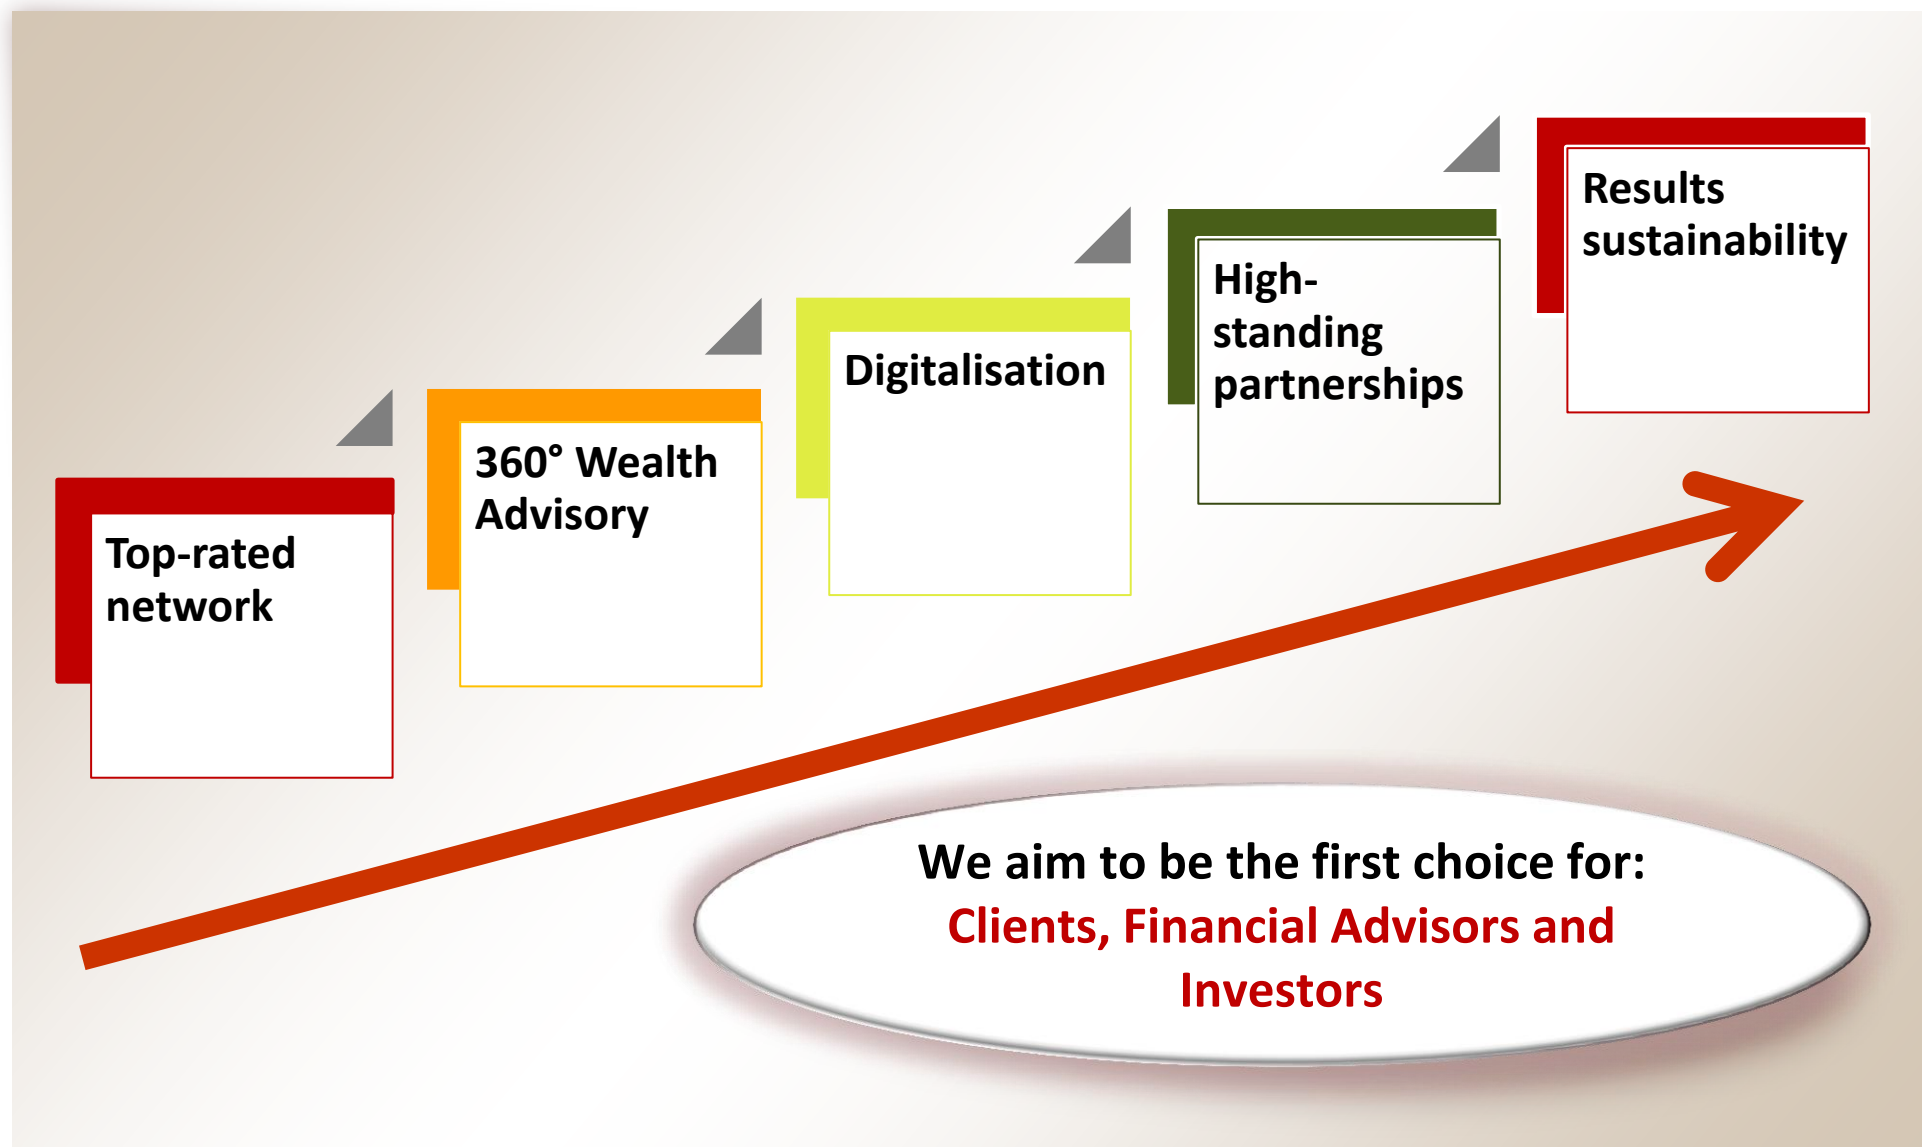 Top-rated
network
360° Wealth
Advisory
Digitalisation
High-
standing
partnerships
Results
sustainability
We aim to be the first choice for:
Clients, Financial Advisors and
Investors